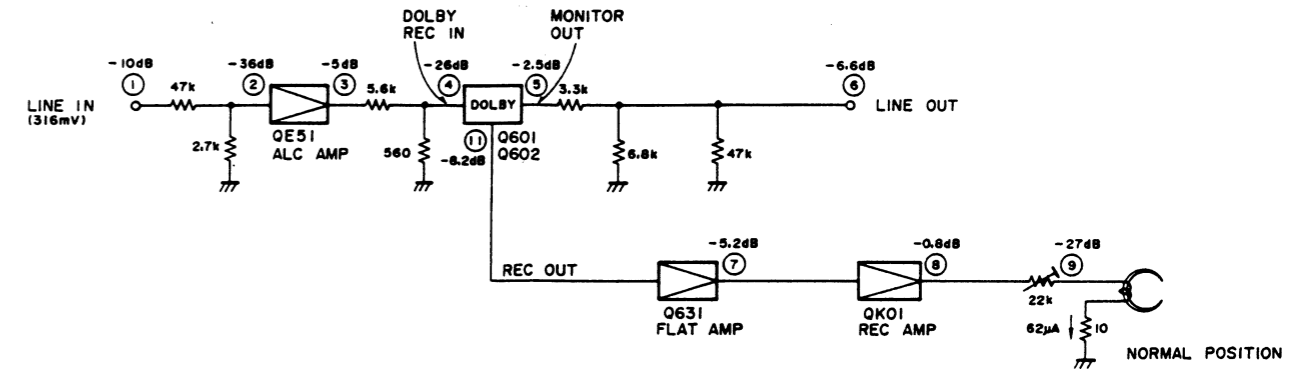 DOLBY
REC IN
MONITOR
OUT
-10dB
①
47k
-36dB
②
-5dB
③
5.6k
-26dB
④
-2.5dB
⑤
3.3k
-6.6dB
⑥
LINE IN
(316mV)
DOLBY
LINE OUT
2.7k
QE51
ALC AMP
560
⑪
-8.2dB
Q601
Q602
6.8k
47k
-5.2dB
⑦
-0.8dB
⑧
-27dB
⑨
REC OUT
Q631
FLAT AMP
QK01
REC AMP
22k
62μA
10
NORMAL POSITION